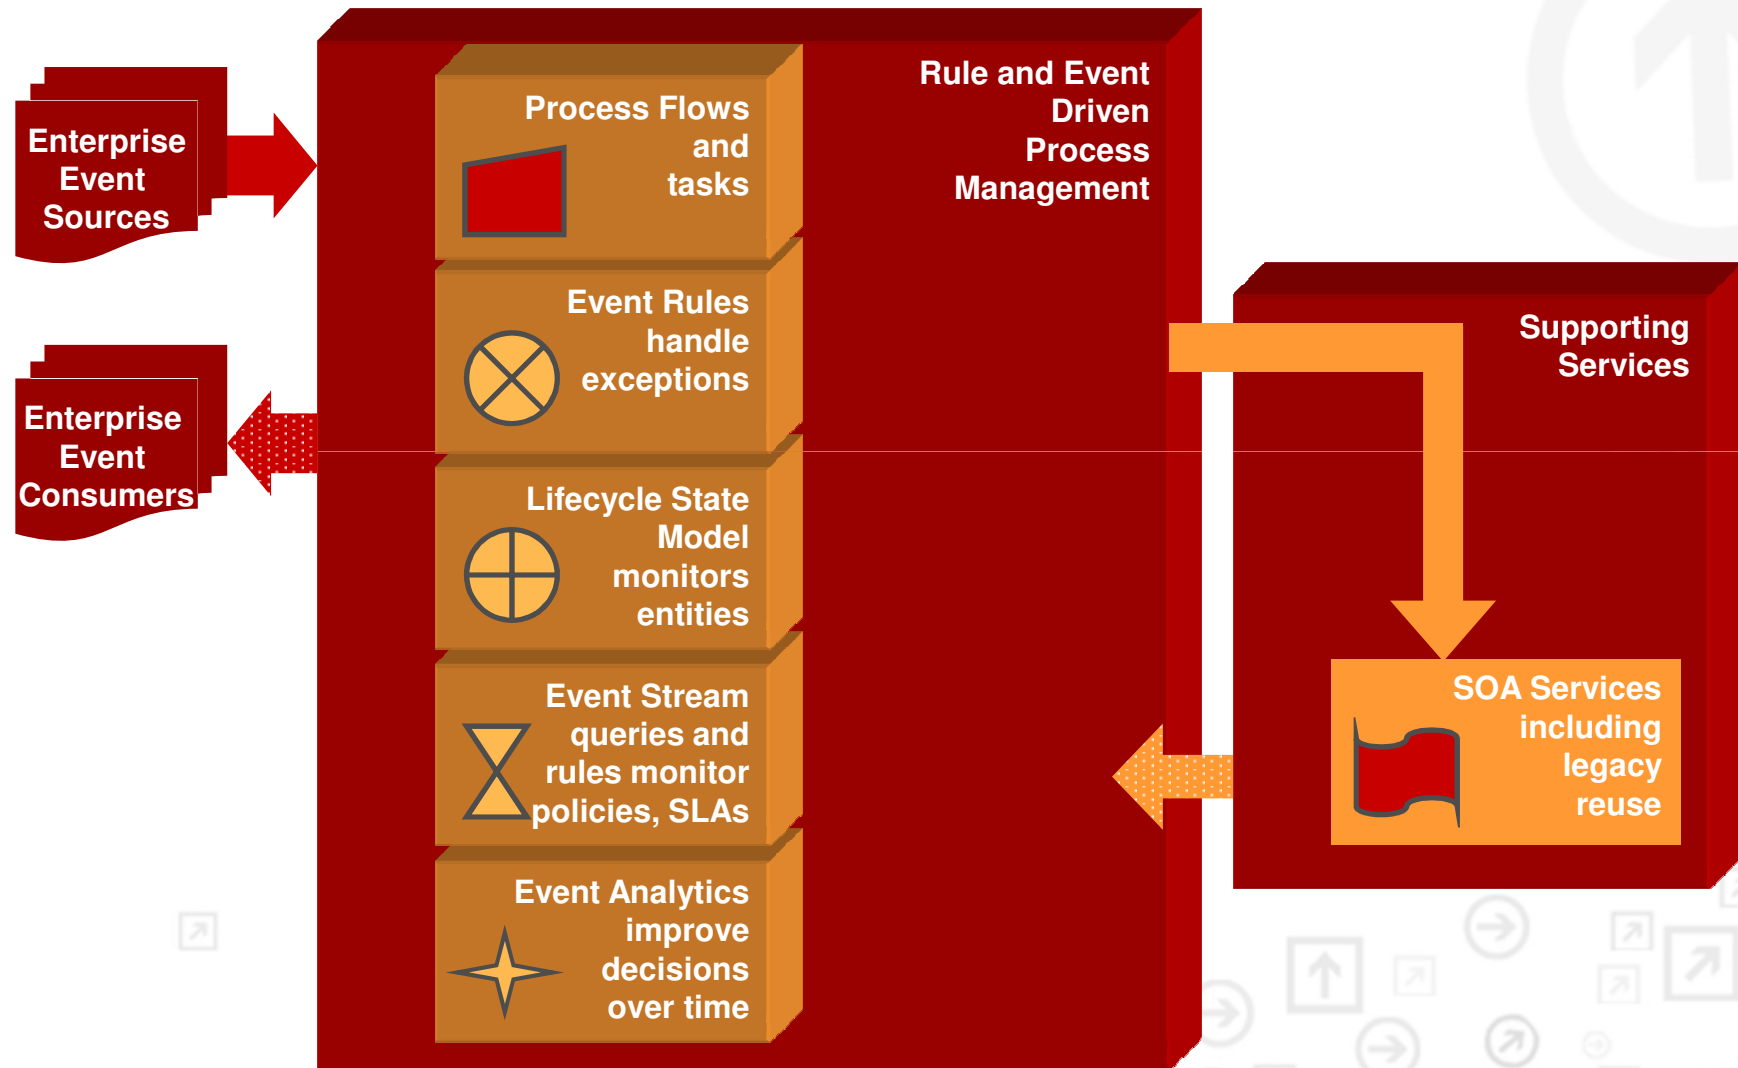 Enterprise
Event
Sources
Enterprise
Event
Consumers
Process Flows
and
tasks
Event Rules
handle
exceptions
Lifecycle State
Model
monitors
entities
Event Stream
queries and
rules monitor
policies, SLAs
Event Analytics
improve
decisions
over time
Rule and Event
Driven
Process
Management
Supporting
Services
SOA Services
including
legacy
reuse